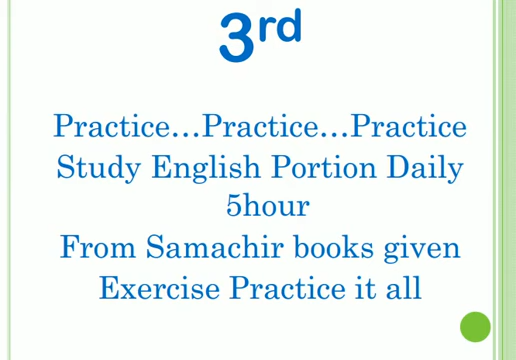 3rd
Practice…Practice…Practice
Study English Portion Daily
5hour
From Samachir books given
Exercise Practice it all